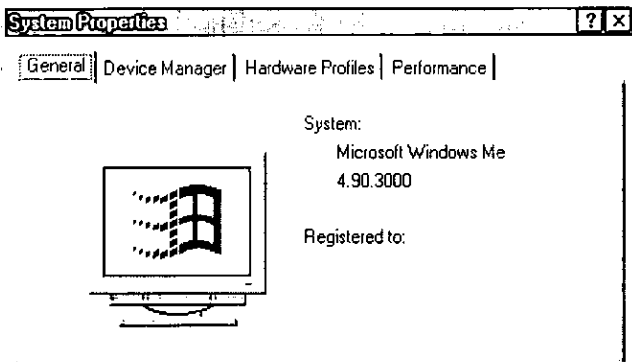 System Properties ? ×
General Device Manager Hardware Profiles Performance
System:
Microsoft Windows Me
4.90.3000
Registered to: